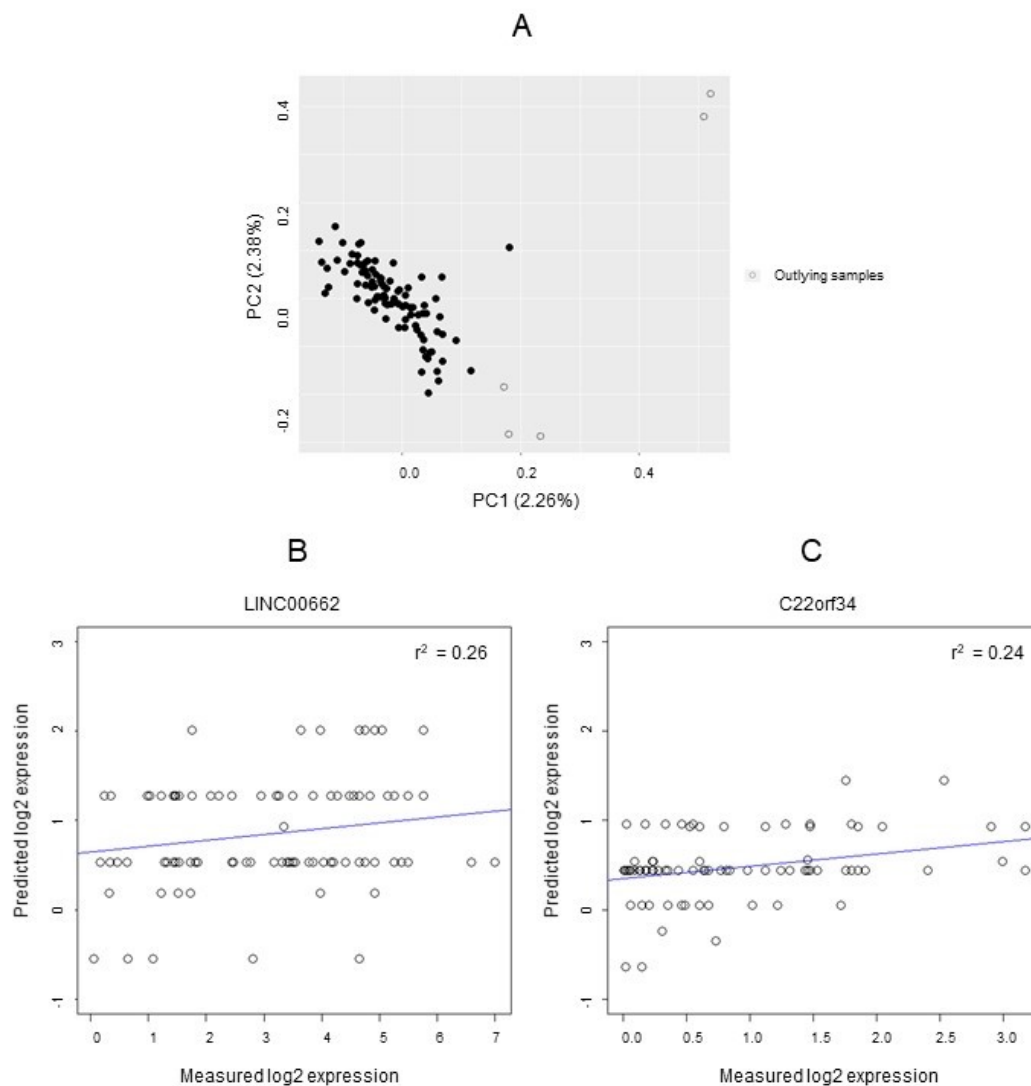 A
0.4
0.2
0.0
-0.2
PC2 (2.38%)
0.0 0.2 0.4
PC1 (2.26%)
Outlying samples
B
LINC00662
r² = 0.26
3
2
1
0
-1
Predicted log2 expression
0 1 2 3 4 5 6 7
Measured log2 expression
C
C22orf34
r² = 0.24
3
2
1
0
-1
Predicted log2 expression
0.0 0.5 1.0 1.5 2.0 2.5 3.0
Measured log2 expression